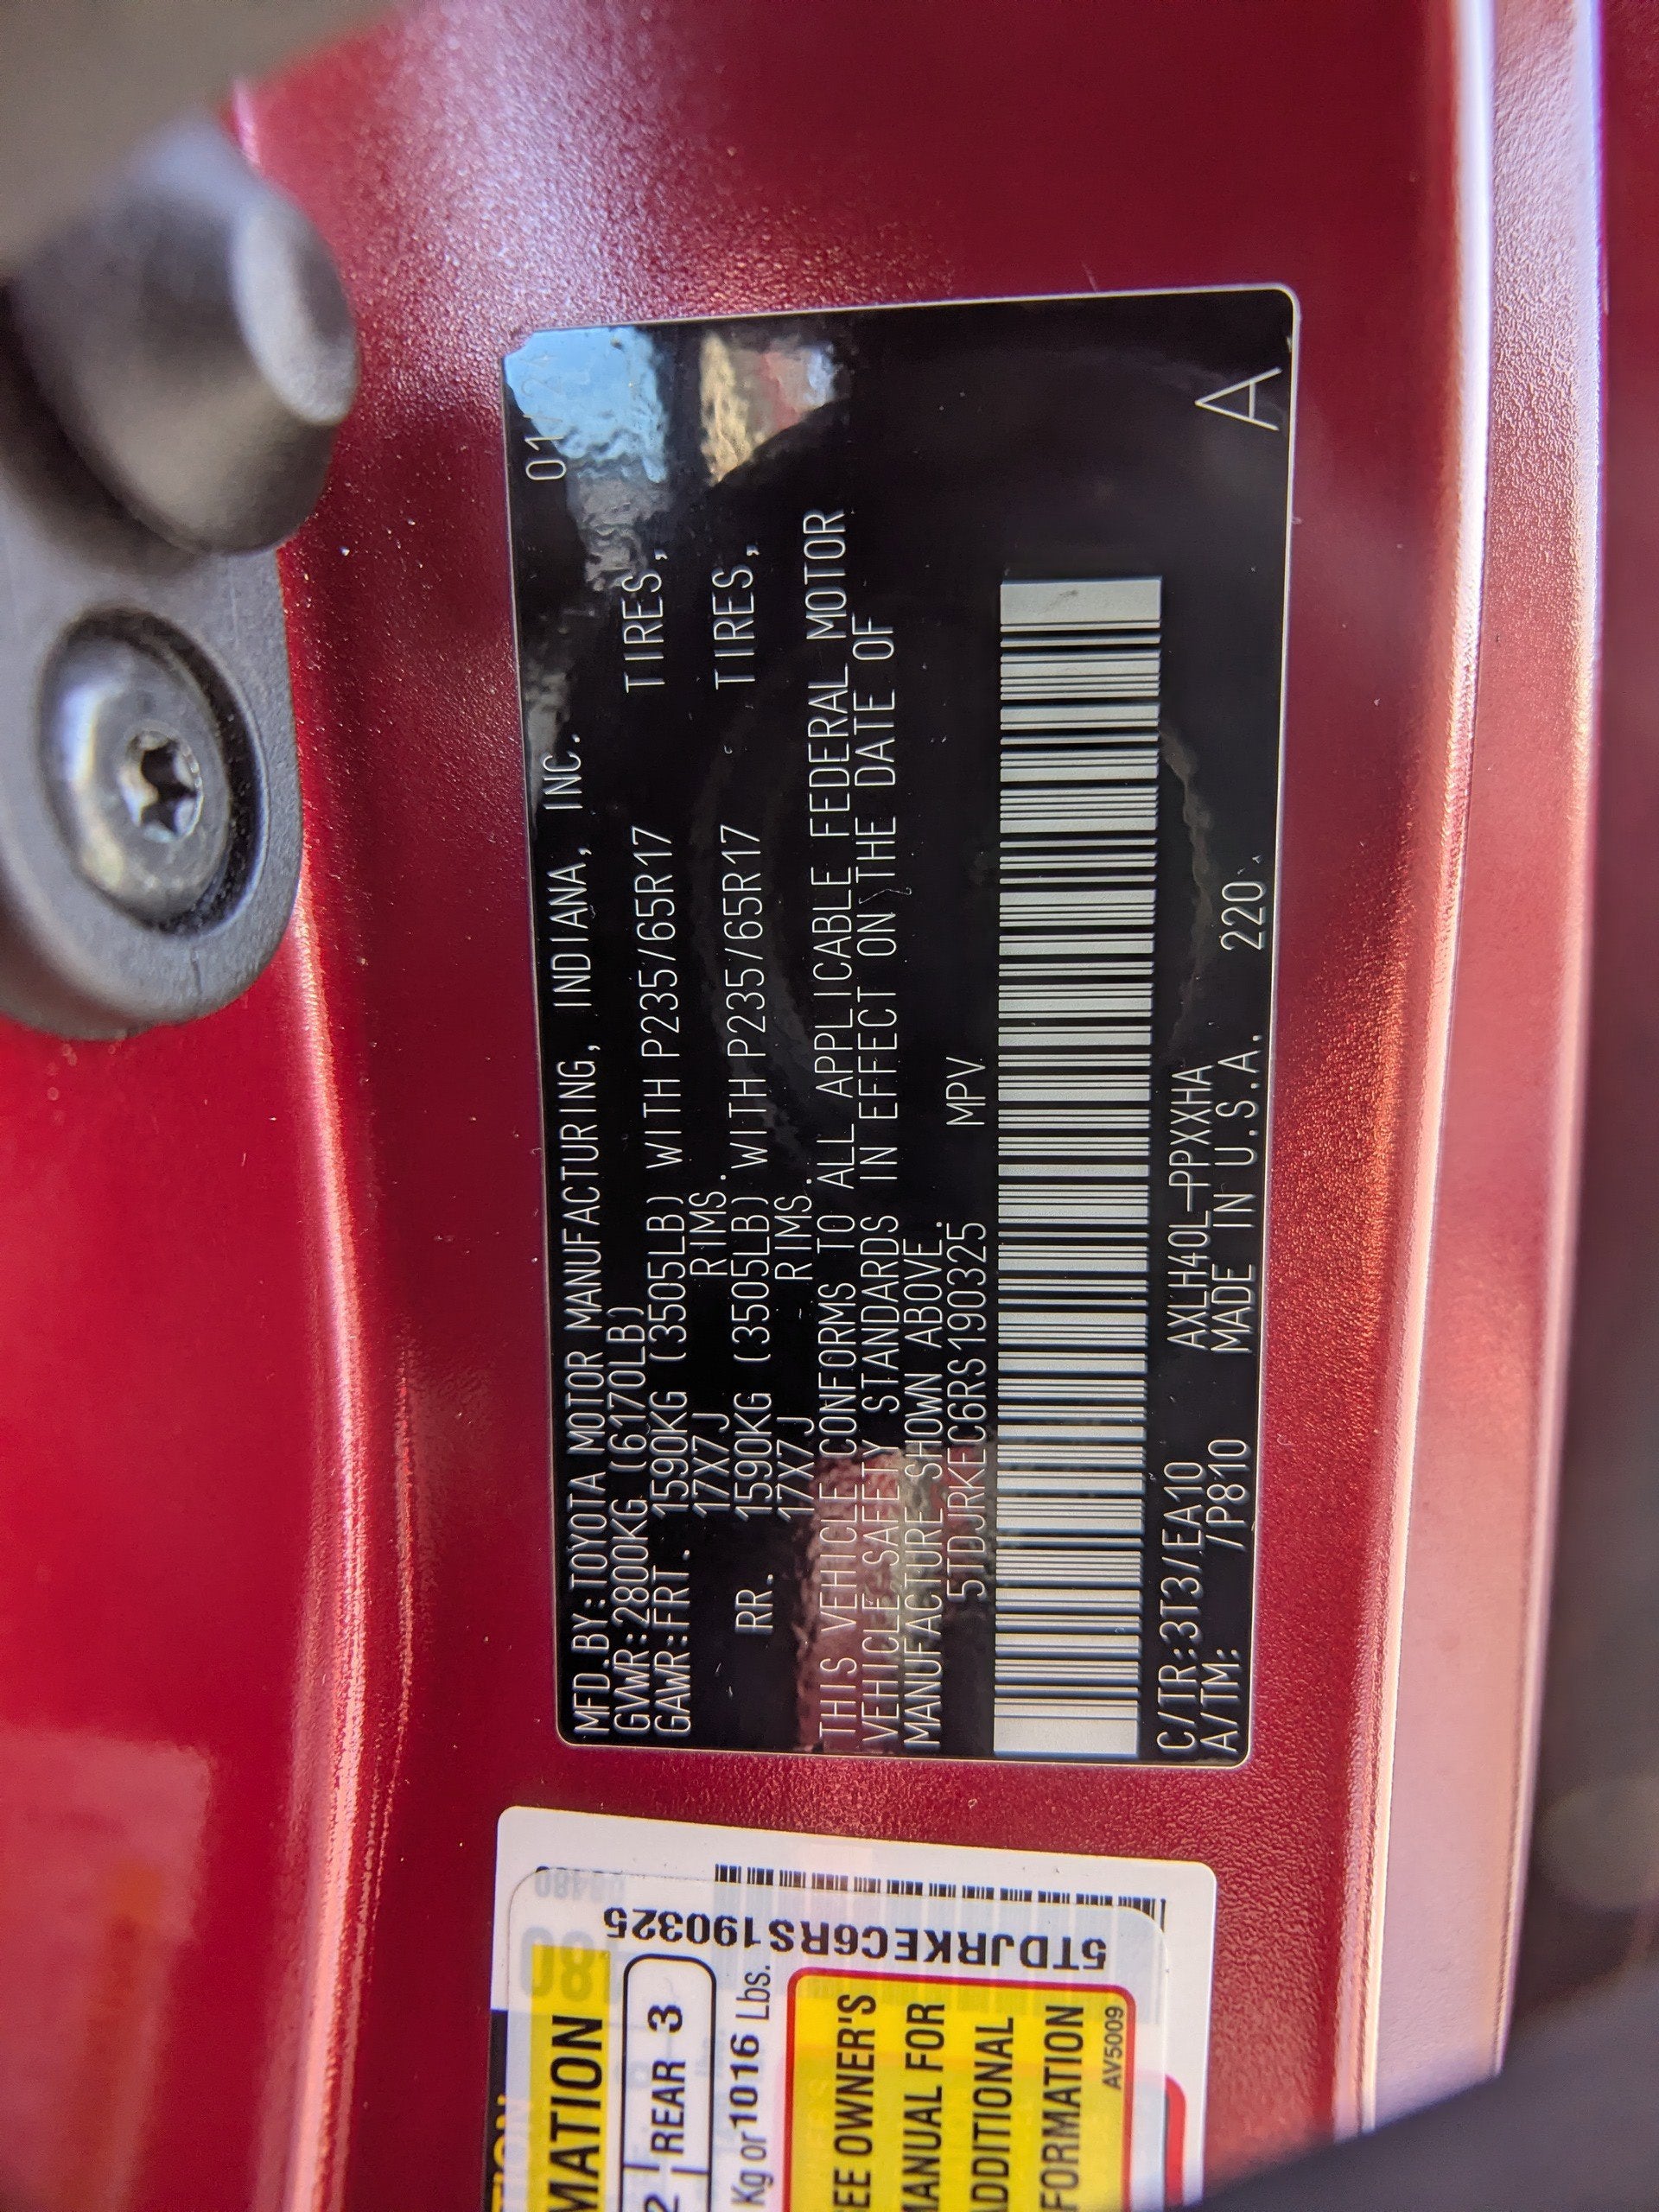 01
MFD.BY:TOYOTA MOTOR MANUFACTURING, INDIANA, INC.
GVWR:2800KG (6170LB)
GAWR:FRT. 1590KG (3505LB) WITH P235/65R17 TIRES,
17X7J RIMS.
RR. 1590KG (3505LB) WITH P235/65R17 TIRES,
17X7J RIMS.
THIS VEHICLE CONFORMS TO ALL APPLICABLE FEDERAL MOTOR
VEHICLE SAFETY STANDARDS IN EFFECT ON THE DATE OF
MANUFACTURE SHOWN ABOVE.
5TDJRKEC6RS190325 MPV
C/TR:3T3/EA10 AXLH40L-PPXXHA
A/TM: /P810 MADE IN U.S.A. 220
A
5TDJRKEC6RS190325
MATION
2 REAR 3
Kg or 1016 Lbs.
EE OWNER'S
MANUAL FOR
ADDITIONAL
FORMATION
AV5009